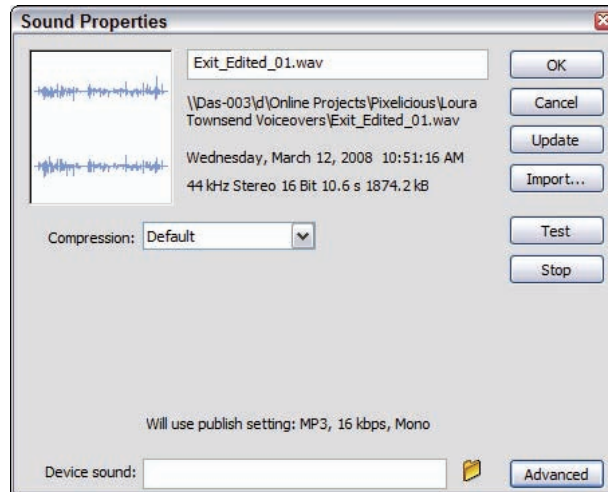 Sound Properties
Exit_Edited_01.wav
OK
\\Das-003\d\Online Projects\Pixelicious\Loura
Townsend Voiceovers\Exit_Edited_01.wav
Cancel
Update
Wednesday, March 12, 2008 10:51:16 AM
44 kHz Stereo 16 Bit 10.6 s 1874.2 kB
Import...
Compression: Default
Test
Stop
Will use publish setting: MP3, 16 kbps, Mono
Device sound:
Advanced